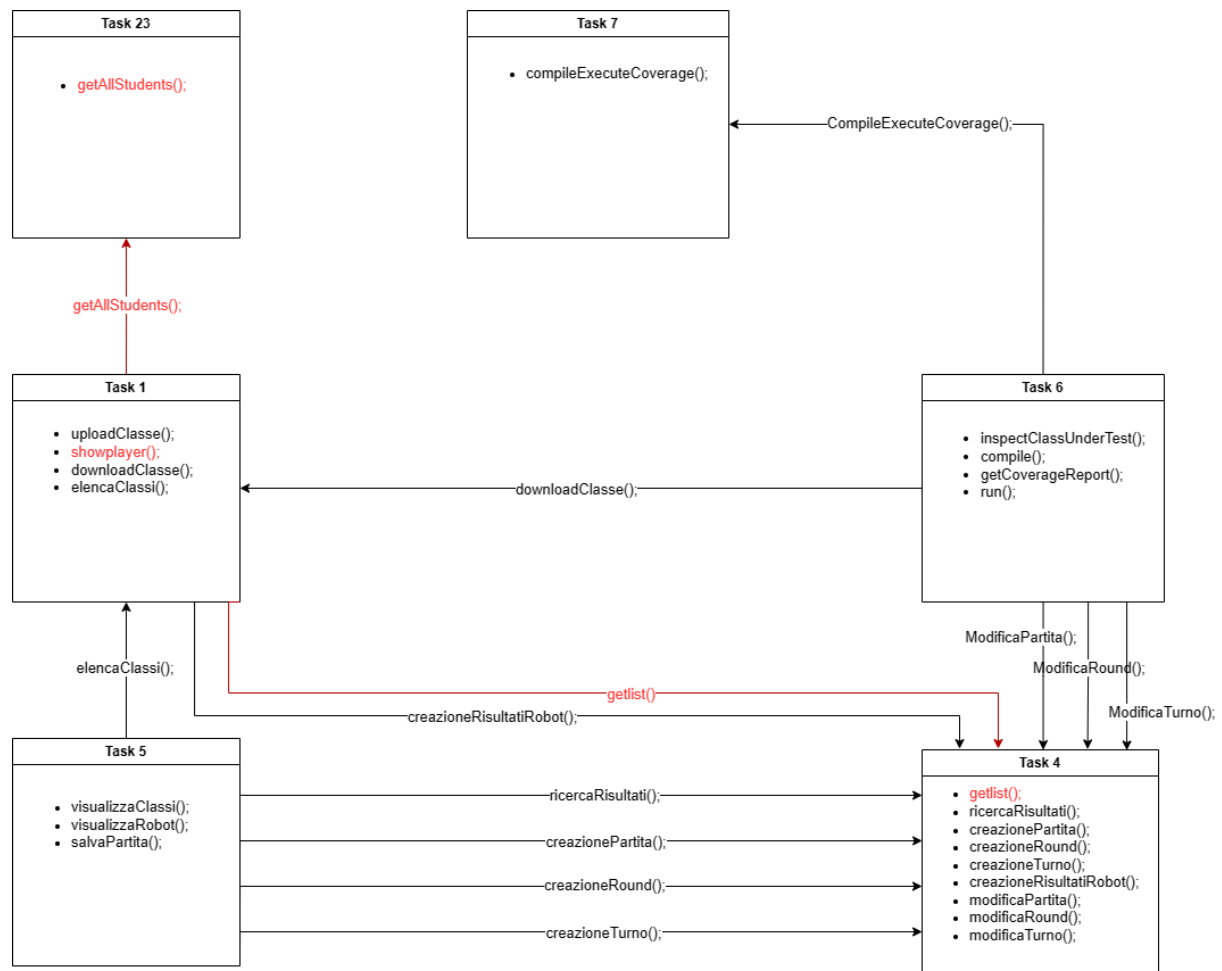 Task 23
getAllStudents();
Task 7
compileExecuteCoverage();
CompileExecuteCoverage();
getAllStudents();
Task 1
uploadClasse();
showplayer();
downloadClasse();
elencaClassi();
downloadClasse();
Task 6
inspectClassUnderTest();
compile();
getCoverageReport();
run();
elencaClassi();
getlist()
creazioneRisultatiRobot();
ModificaPartita();
ModificaRound();
ModificaTurno();
Task 5
visualizzaClassi();
visualizzaRobot();
salvaPartita();
ricercaRisultati();
creazionePartita();
creazioneRound();
creazioneTurno();
Task 4
getlist();
ricercaRisultati();
creazionePartita();
creazioneRound();
creazioneTurno();
creazioneRisultatiRobot();
modificaPartita();
modificaRound();
modificaTurno();